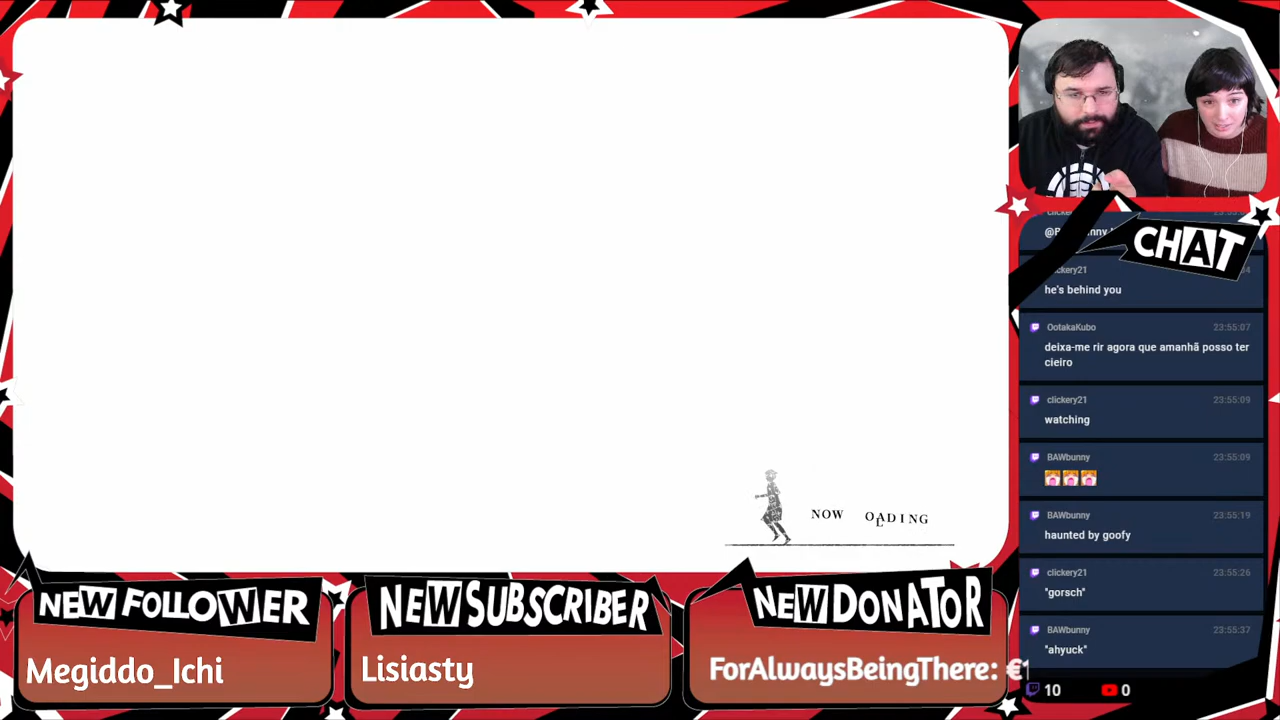 NOW LOADING
CHAT
clickery21
he's behind you
OotakaKubo 23:55:07
deixa-me rir agora que amanhã posso ter
cieiro
clickery21 23:55:09
watching
BAWbunny 23:55:09
BAWbunny 23:55:19
haunted by goofy
clickery21 23:55:26
"gorsch"
BAWbunny 23:55:37
"ahyuck"
10 0
NEW FOLLOWER
Megiddo_Ichi
NEW SUBSCRIBER
Lisiasty
NEW DONATOR
ForAlwaysBeingThere: